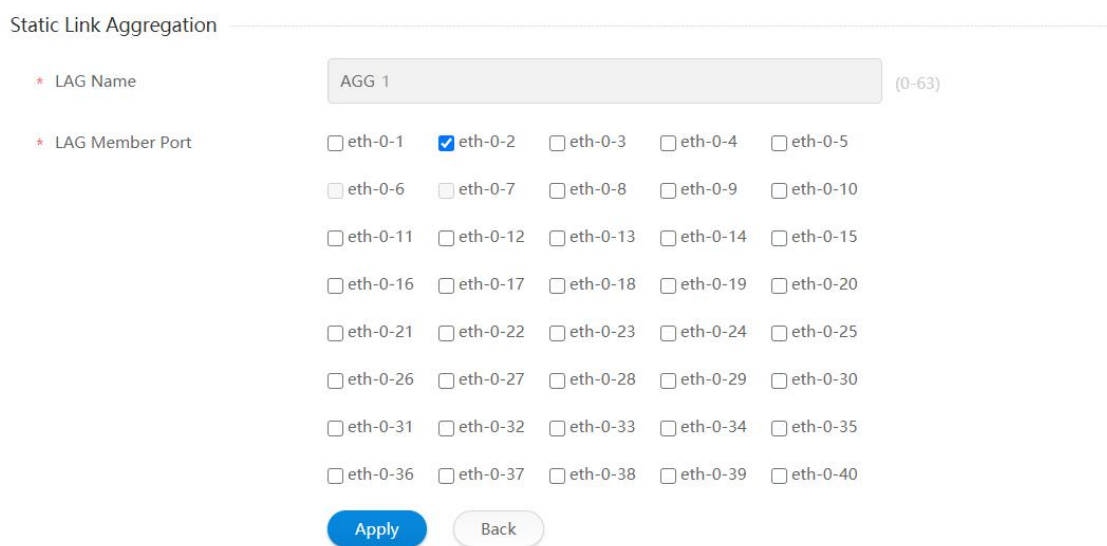 Static Link Aggregation
* LAG Name AGG 1 (0-63)
* LAG Member Port eth-0-1 eth-0-2 eth-0-3 eth-0-4 eth-0-5
eth-0-6 eth-0-7 eth-0-8 eth-0-9 eth-0-10
eth-0-11 eth-0-12 eth-0-13 eth-0-14 eth-0-15
eth-0-16 eth-0-17 eth-0-18 eth-0-19 eth-0-20
eth-0-21 eth-0-22 eth-0-23 eth-0-24 eth-0-25
eth-0-26 eth-0-27 eth-0-28 eth-0-29 eth-0-30
eth-0-31 eth-0-32 eth-0-33 eth-0-34 eth-0-35
eth-0-36 eth-0-37 eth-0-38 eth-0-39 eth-0-40
Apply Back